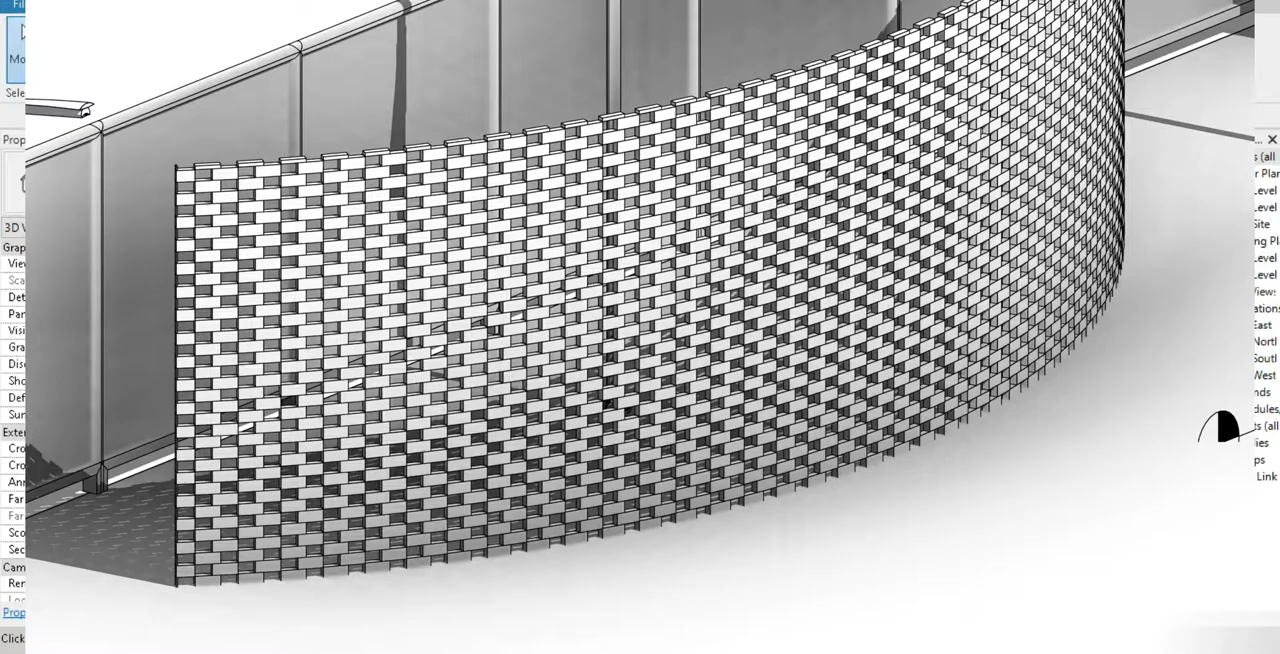 Fil
Mo
Sele
Prop
3D V
Grap
View
Sca
Det
Par
Visi
Gra
Disc
Sho
Def
Sun
Exter
Cro
Cro
Ann
Far
Far
Sco
Sec
Cam
Ren
Prop
Click
...
s (all
r Plan
Level
Level
Site
ng Pl
Level
Level
Views
ations
East
North
South
West
nds
dules,
ts (all
ies
ps
Link